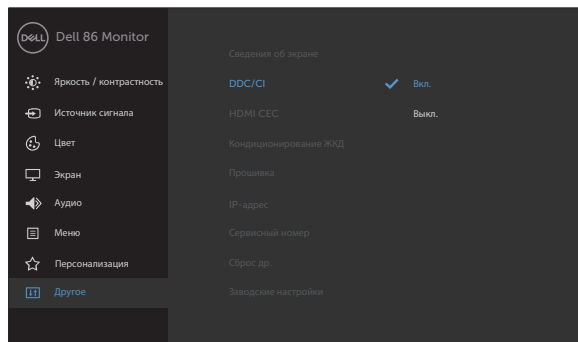 DELL Dell 86 Monitor
Яркость / контрастность
Источник сигнала
Цвет
Экран
Аудио
Меню
Персонализация
Другое
Сведения об экране
DDC/CI Вкл.
HDMI CEC Выкл.
Кондиционирование ЖКД
Прошивка
IP-адрес
Сервисный номер
Сброс др.
Заводские настройки